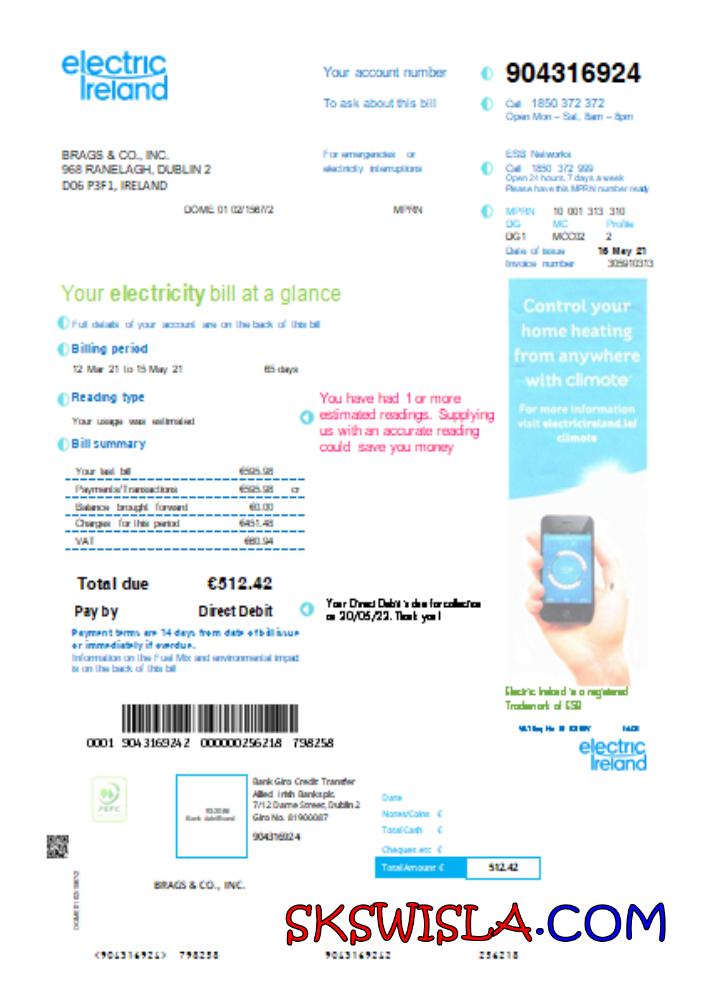 electric
Ireland
Your account number
904316924
To ask about this bill
Call 1850 372 372
Open Mon – Sat, 8am – 8pm
BRAGS & CO., INC.
968 RANELAGH, DUBLIN 2
D06 P3F1, IRELAND
For emergencies or
electricity interruptions
ESB Networks
Call 1850 372 999
Open 24 hours, 7 days a week
Please have this MPRN number ready
DOME 01 02/1567/2
MPRN
MPRN 10 001 313 310
DG MC Profile
DG1 MCC02 2
Date of issue 16 May 21
Invoice number 305910313
Your electricity bill at a glance
Full details of your account are on the back of this bill
Billing period
12 Mar 21 to 15 May 21 65 days
Reading type
Your usage was estimated
You have had 1 or more
estimated readings. Supplying
us with an accurate reading
could save you money
Bill summary
Your last bill €595.98
Payments/Transactions €595.98 cr
Balance brought forward €0.00
Charges for this period €451.48
VAT €60.94
Total due €512.42
Pay by Direct Debit
Your Direct Debit is due for collection
on 30/05/22. Thank you!
Payment terms are 14 days from date of bill issue
or immediately if overdue.
Information on the Fuel Mix and environmental impact
is on the back of this bill
Control your
home heating
from anywhere
with climote
For more information
visit electricireland.ie/
climote
Electric Ireland is a registered
Trademark of ESB
electric
Ireland
0001 9043169242 000000256218 798258
PEFC
Bank Giro Credit Transfer
Allied Irish Banks plc.
7/12 Dame Street, Dublin 2
Giro No. 81900087
904316924
Date
Notes/Coins €
Total Cash €
Cheques etc €
Total Amount € 512.42
BRAGS & CO., INC.
SKSWISLA.COM
<904316924> 798258 9043169242 256218